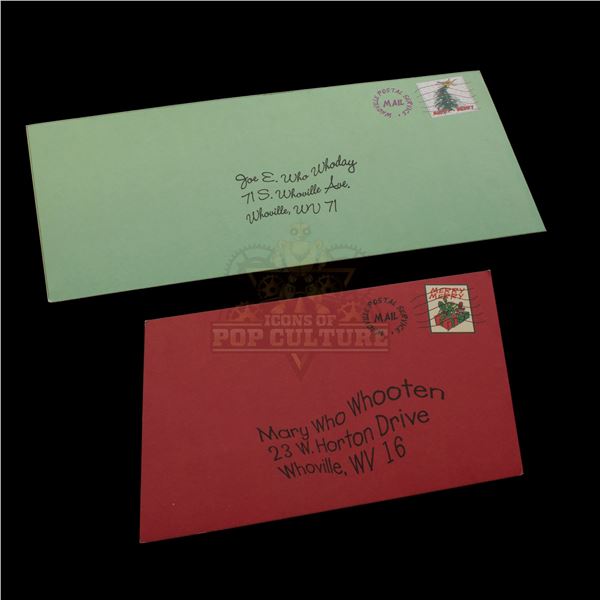 WHOVILLE POSTAL SERVICE
MAIL
Joe E. Who Whoday
71 S. Whoville Ave.
Whoville, WV 71
POSTAL SERVICE
MAIL
MERRY
MERRY
ICONS OF
POP CULTURE
Mary Who Whooten
23 W. Horton Drive
Whoville, WV 16